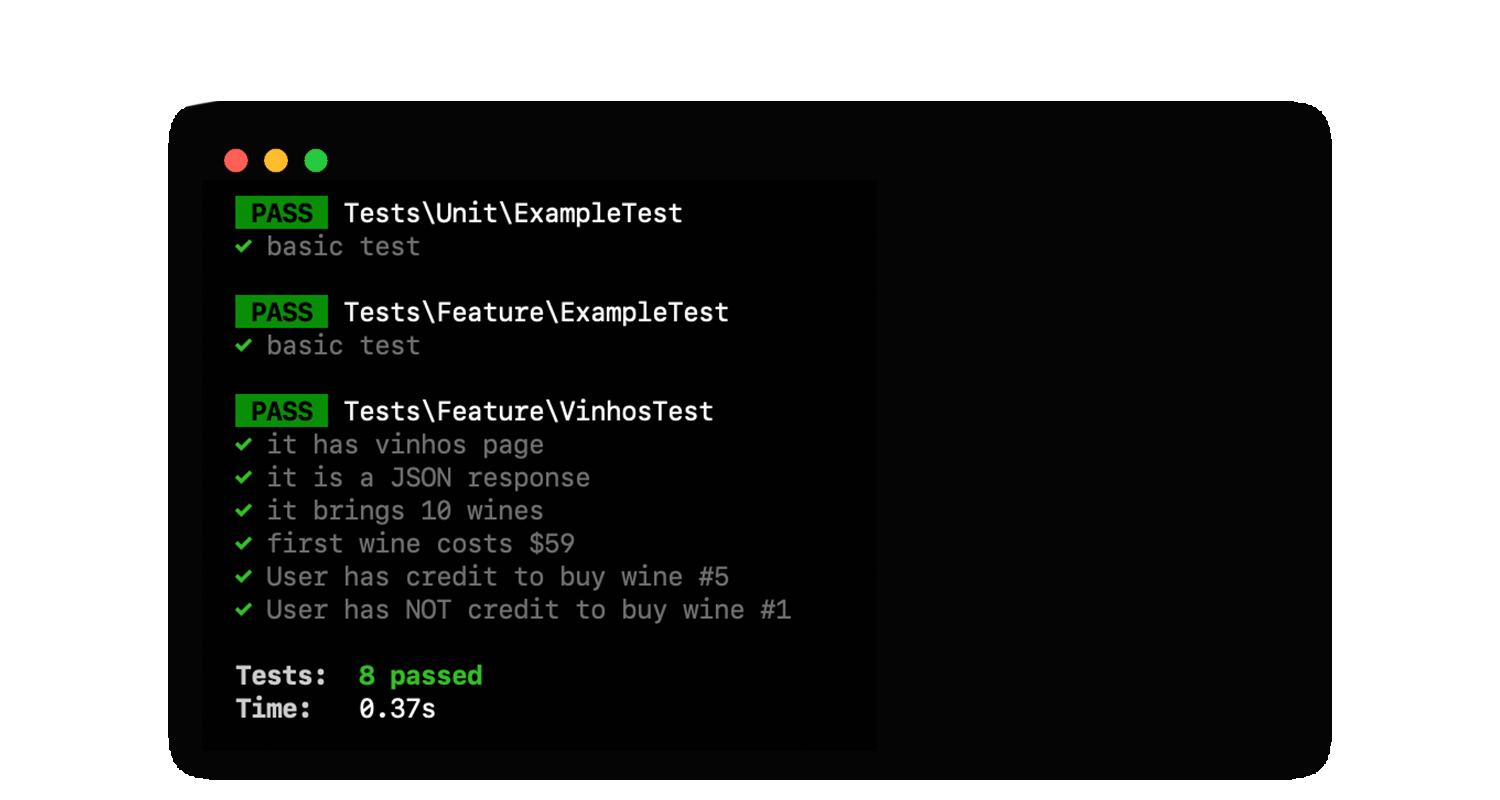 PASS Tests\Unit\ExampleTest
✓ basic test
PASS Tests\Feature\ExampleTest
✓ basic test
PASS Tests\Feature\VinhosTest
✓ it has vinhos page
✓ it is a JSON response
✓ it brings 10 wines
✓ first wine costs $59
✓ User has credit to buy wine #5
✓ User has NOT credit to buy wine #1
Tests: 8 passed
Time: 0.37s